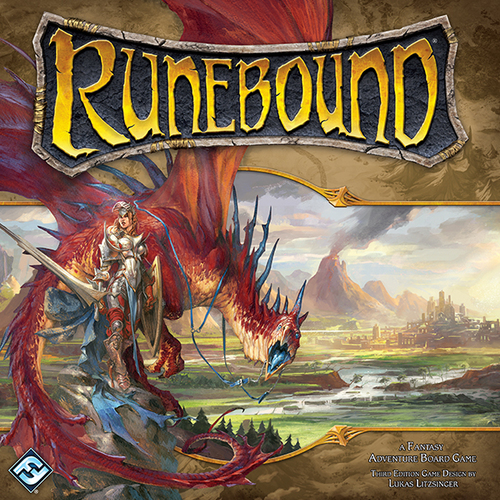 RUNEBOUND
A FANTASY
ADVENTURE BOARD GAME
THIRD EDITION GAME DESIGN BY
LUKAS LITZSINGER